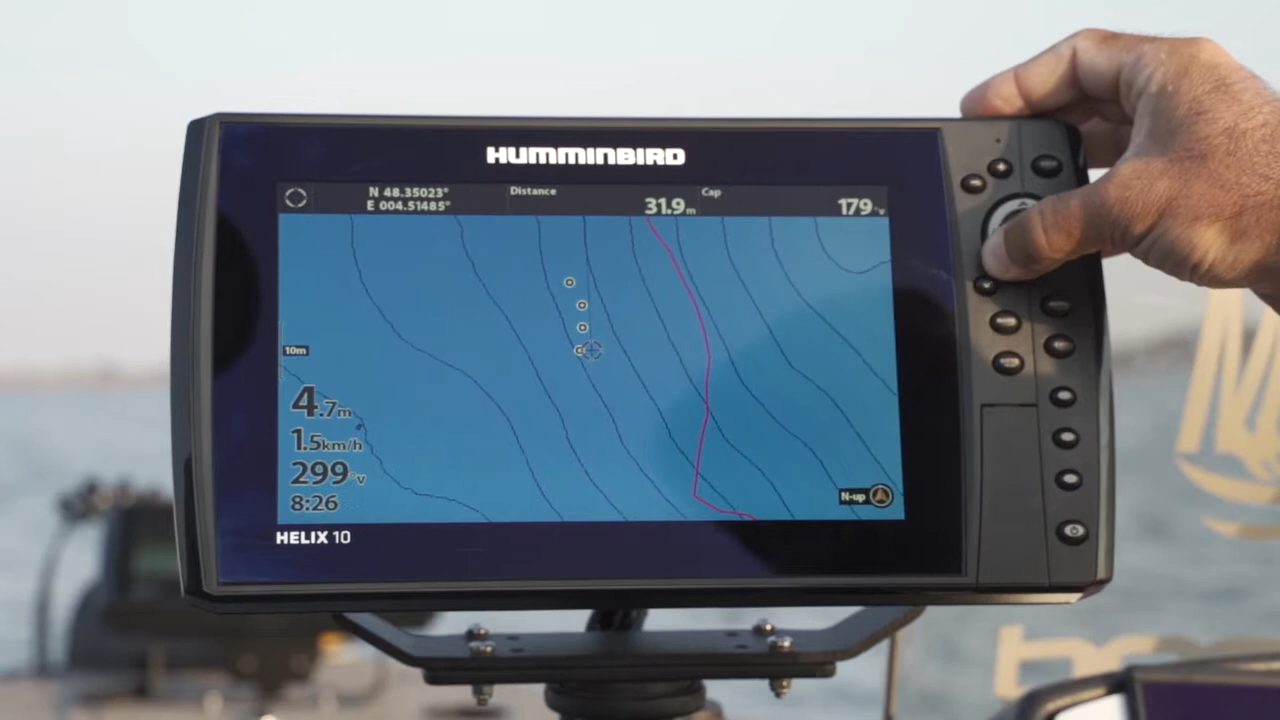 HUMMINBIRD
N 48.35023°
E 004.51485°
Distance
31.9m
Cap
179°v
10m
4.7m
1.5km/h
299°v
8:26
N-up
HELIX 10